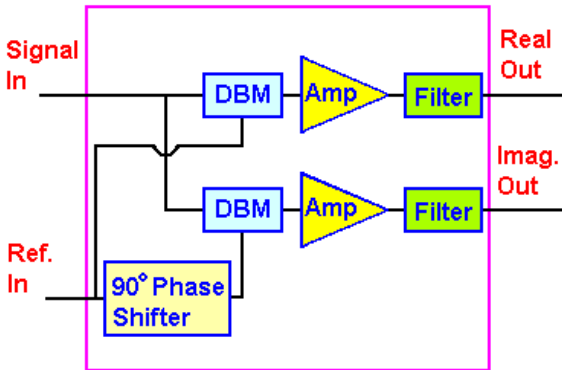 Signal
In
DBM
Amp
Filter
Real
Out
DBM
Amp
Filter
Imag.
Out
Ref.
In
90° Phase
Shifter